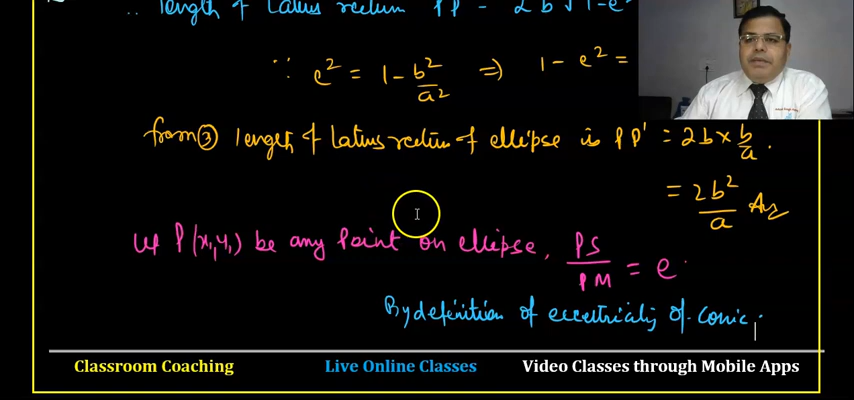 ∴ length of Latus rectum PP' = 2b√1-e²
∵ e² = 1 - b²/a² ⇒ 1 - e² =
from ③ length of Latus rectum of ellipse is PP' = 2b × b/a .
= 2b²/a Ans
Let P(x₁,y₁) be any Point on ellipse, PS/PM = e
By definition of eccentricity of conic .
Classroom Coaching Live Online Classes Video Classes through Mobile Apps